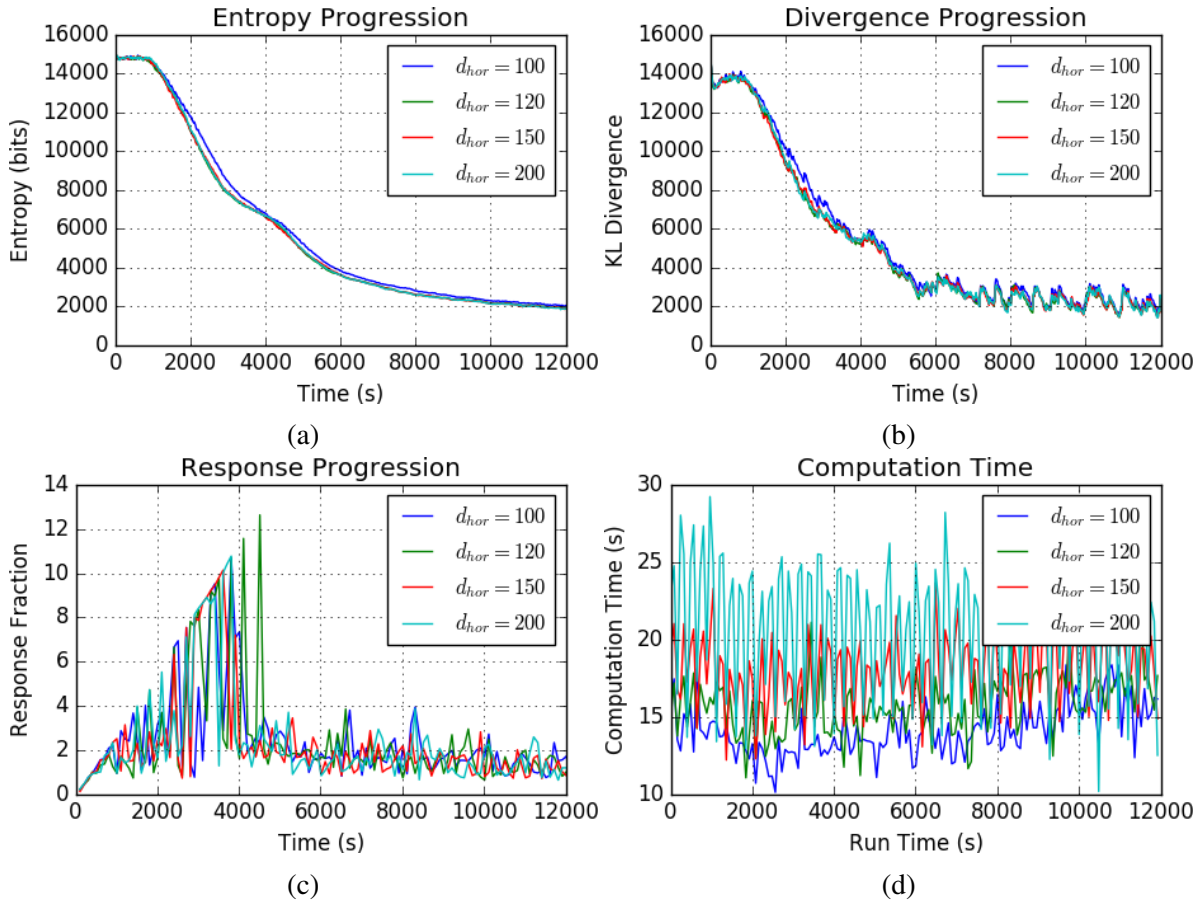 Entropy Progression
16000
14000
12000
10000
8000
6000
4000
2000
0
Entropy (bits)
0 2000 4000 6000 8000 10000 12000
Time (s)
d_hor = 100
d_hor = 120
d_hor = 150
d_hor = 200
(a)
Divergence Progression
16000
14000
12000
10000
8000
6000
4000
2000
0
KL Divergence
0 2000 4000 6000 8000 10000 12000
Time (s)
d_hor = 100
d_hor = 120
d_hor = 150
d_hor = 200
(b)
Response Progression
14
12
10
8
6
4
2
0
Response Fraction
0 2000 4000 6000 8000 10000 12000
Time (s)
d_hor = 100
d_hor = 120
d_hor = 150
d_hor = 200
(c)
Computation Time
30
25
20
15
10
Computation Time (s)
0 2000 4000 6000 8000 10000 12000
Run Time (s)
d_hor = 100
d_hor = 120
d_hor = 150
d_hor = 200
(d)